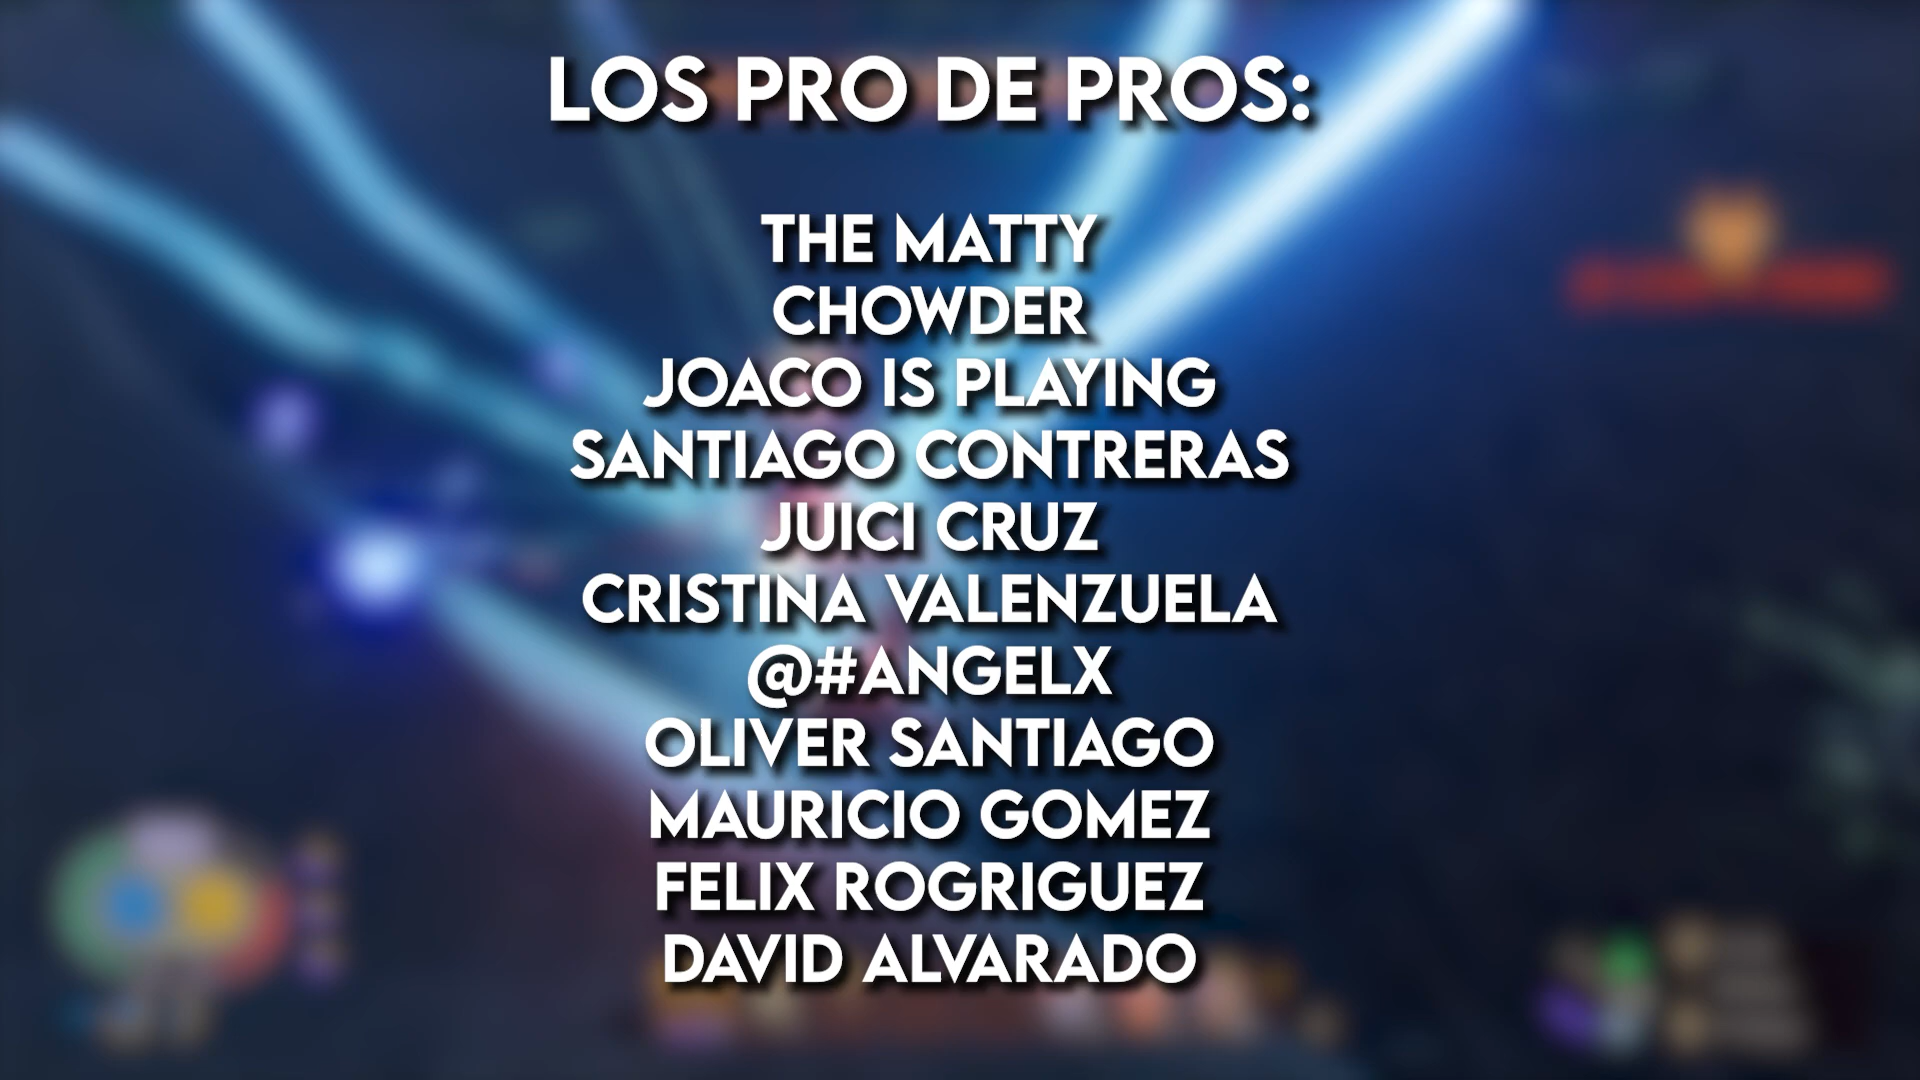 LOS PRO DE PROS:
THE MATTY
CHOWDER
JOACO IS PLAYING
SANTIAGO CONTRERAS
JUICI CRUZ
CRISTINA VALENZUELA
@#ANGELX
OLIVER SANTIAGO
MAURICIO GOMEZ
FELIX ROGRIGUEZ
DAVID ALVARADO